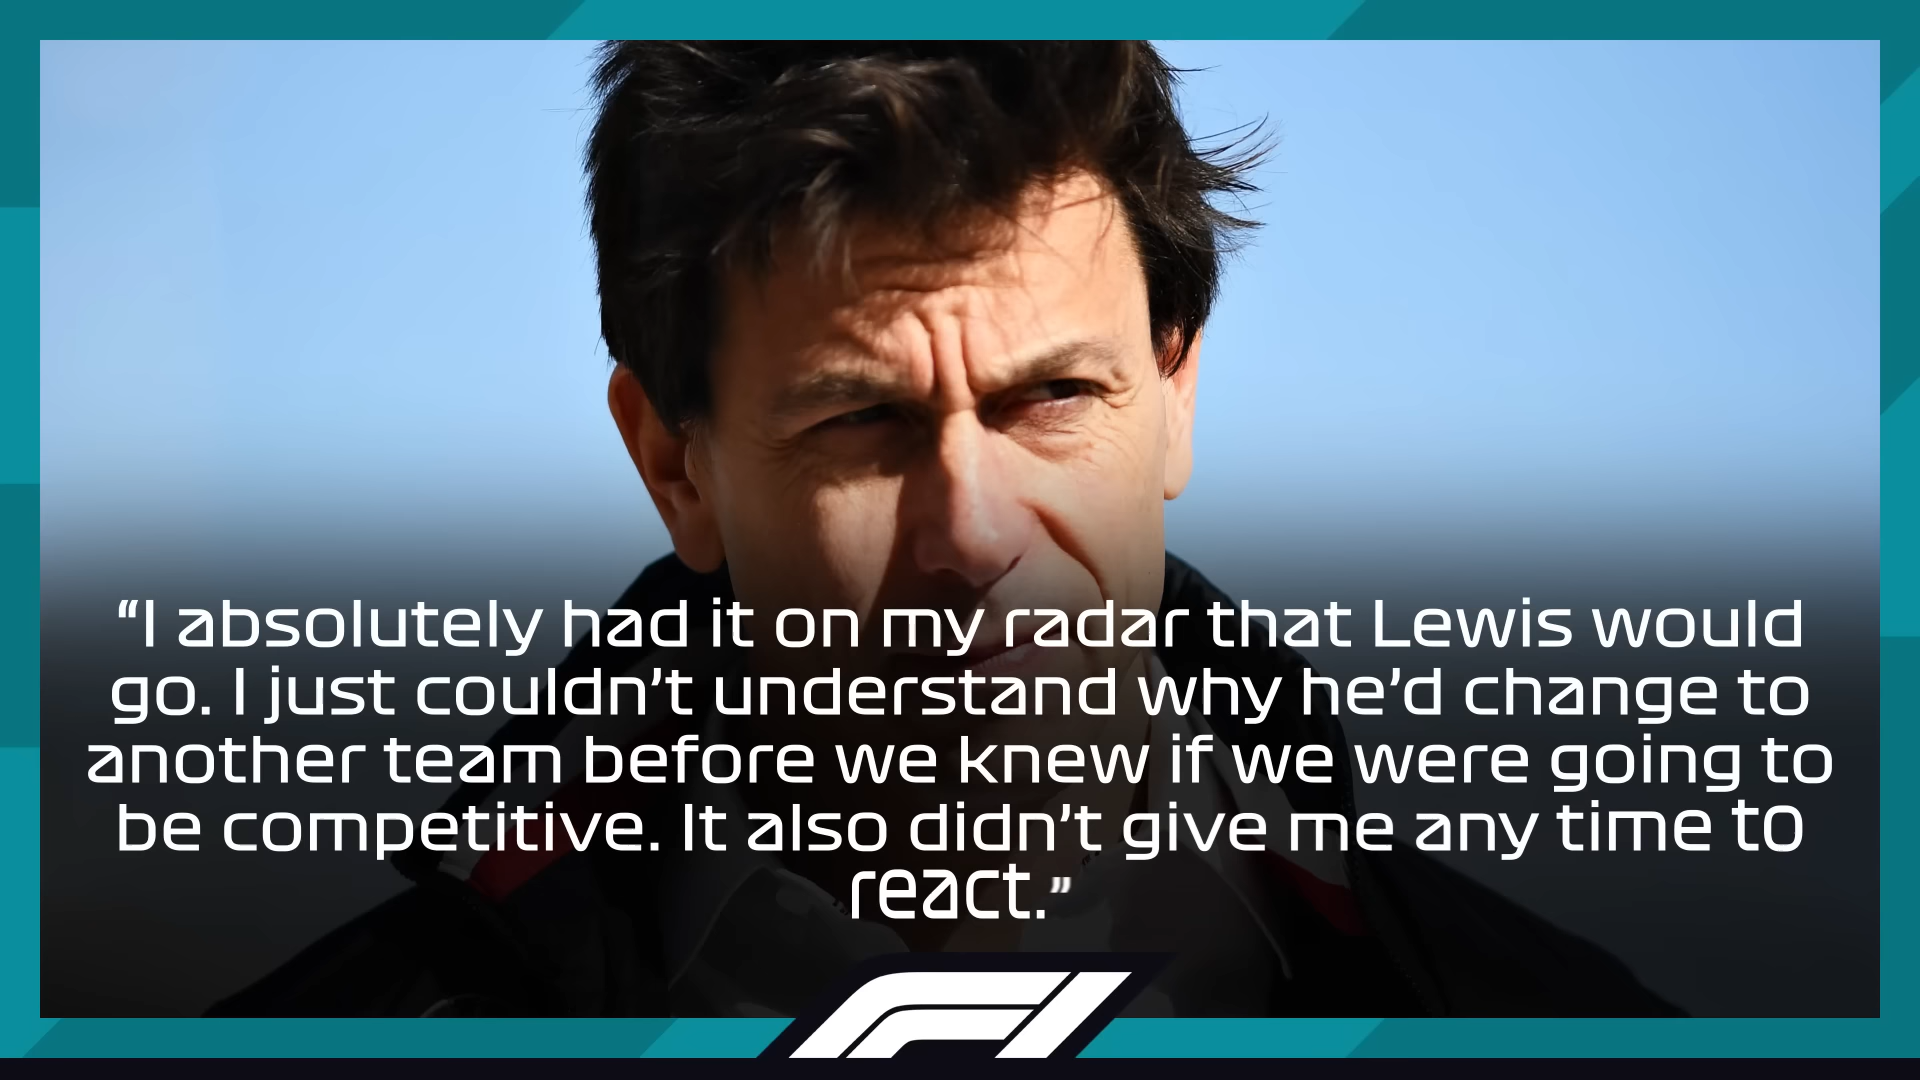 “I absolutely had it on my radar that Lewis would
go. I just couldn’t understand why he’d change to
another team before we knew if we were going to
be competitive. It also didn’t give me any time to
react.”
F1